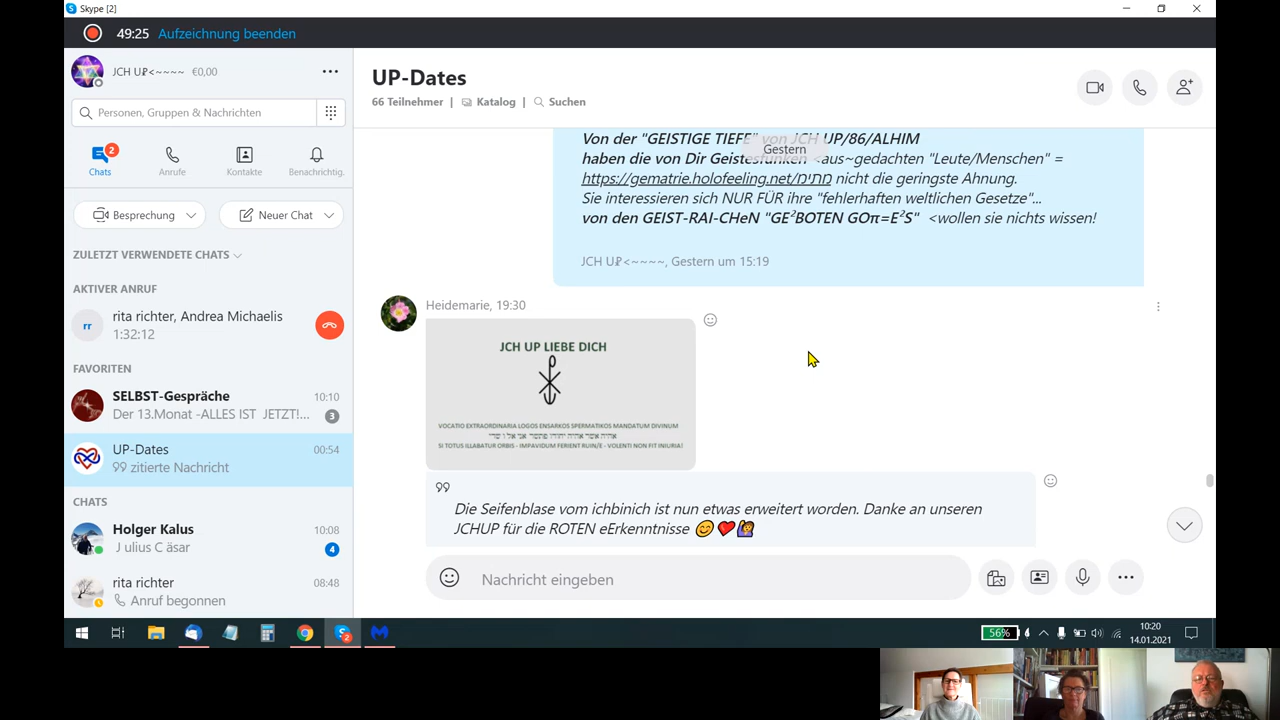 Skype [2]
49:25 Aufzeichnung beenden
JCH U₽<~~~~ €0,00
Personen, Gruppen & Nachrichten
2
Chats Anrufe Kontakte Benachrichtig.
Besprechung Neuer Chat
ZULETZT VERWENDETE CHATS
AKTIVER ANRUF
rr
rita richter, Andrea Michaelis
1:32:12
FAVORITEN
SELBST-Gespräche 10:10
Der 13.Monat -ALLES IST JETZT!... 3
UP-Dates 00:54
99 zitierte Nachricht
CHATS
Holger Kalus 10:08
J ulius C äsar 4
rita richter 08:48
Anruf begonnen
UP-Dates
66 Teilnehmer | Katalog | Suchen
Von der "GEISTIGE TIEFE" von JCH UP/86/ALHIM
Gestern
haben die von Dir Geistesfunken <aus~gedachten "Leute/Menschen" =
https://gematrie.holofeeling.net/מתימ nicht die geringste Ahnung.
Sie interessieren sich NUR FÜR ihre "fehlerhaften weltlichen Gesetze"...
von den GEIST-RAI-CHeN "GE²BOTEN GOπ=E²S" <wollen sie nichts wissen!
JCH U₽<~~~~, Gestern um 15:19
Heidemarie, 19:30
JCH UP LIEBE DICH
VOCATIO EXTRAORDINARIA LOGOS ENSARKOS SPERMATIKOS MANDATUM DIVINUM
SI TOTUS ILLABATUR ORBIS - IMPAVIDUM FERIENT RUIN/E - VOLENTI NON FIT INIURIA!
99
Die Seifenblase vom ichbinich ist nun etwas erweitert worden. Danke an unseren
JCHUP für die ROTEN eErkenntnisse 😊❤️🙋
Nachricht eingeben
2
56%
10:20
14.01.2021